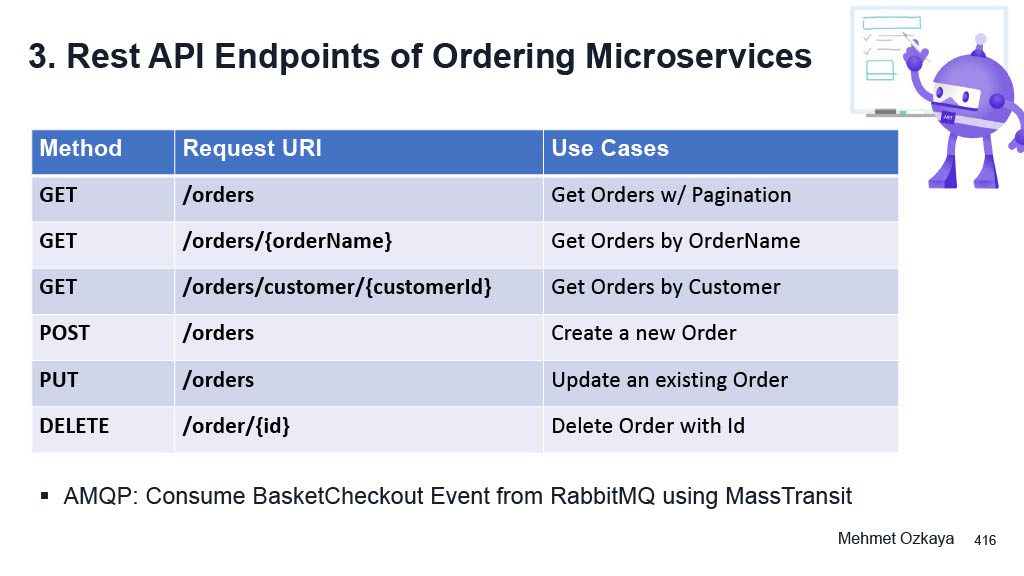 3. Rest API Endpoints of Ordering Microservices
Method Request URI Use Cases
GET /orders Get Orders w/ Pagination
GET /orders/{orderName} Get Orders by OrderName
GET /orders/customer/{customerId} Get Orders by Customer
POST /orders Create a new Order
PUT /orders Update an existing Order
DELETE /order/{id} Delete Order with Id
▪ AMQP: Consume BasketCheckout Event from RabbitMQ using MassTransit
Mehmet Ozkaya 416
.NET